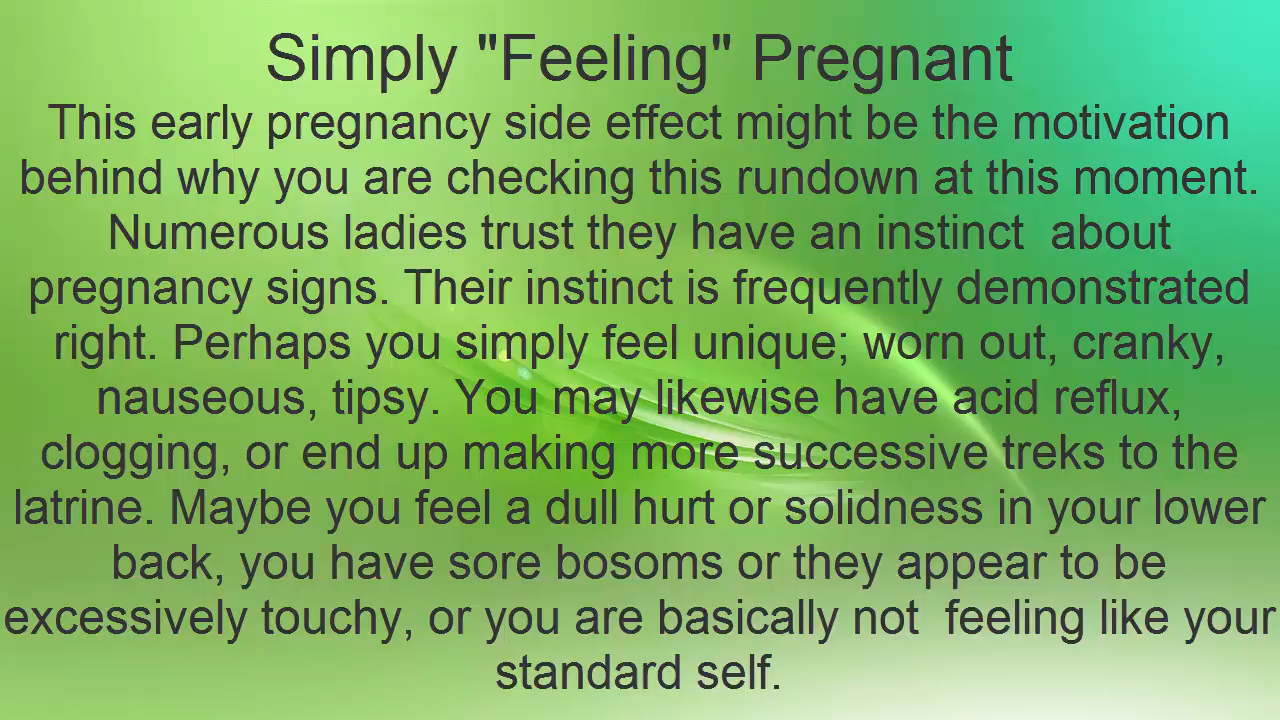 Simply "Feeling" Pregnant
This early pregnancy side effect might be the motivation
behind why you are checking this rundown at this moment.
Numerous ladies trust they have an instinct  about
pregnancy signs. Their instinct is frequently demonstrated
right. Perhaps you simply feel unique; worn out, cranky,
nauseous, tipsy. You may likewise have acid reflux,
clogging, or end up making more successive treks to the
latrine. Maybe you feel a dull hurt or solidness in your lower
back, you have sore bosoms or they appear to be
excessively touchy, or you are basically not  feeling like your
standard self.